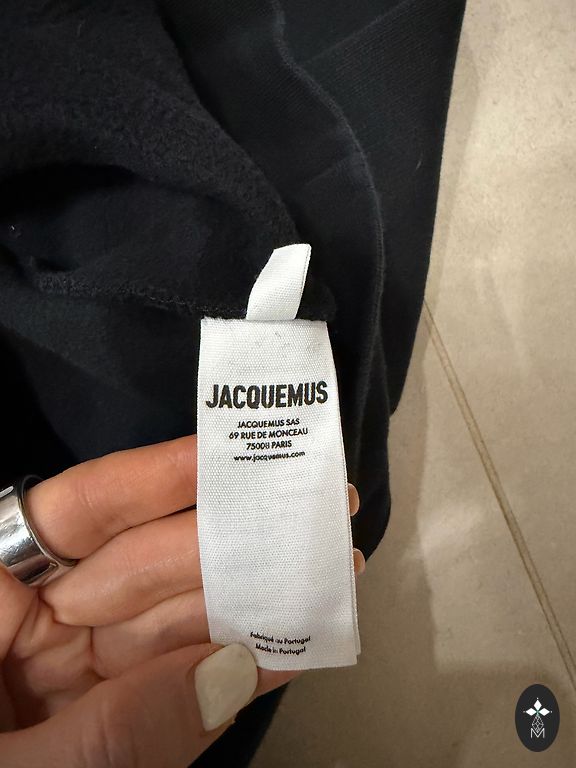 JACQUEMUS
JACQUEMUS SAS
69 RUE DE MONCEAU
75008 PARIS
www.jacquemus.com
Fabriqué au Portugal
Made in Portugal
M